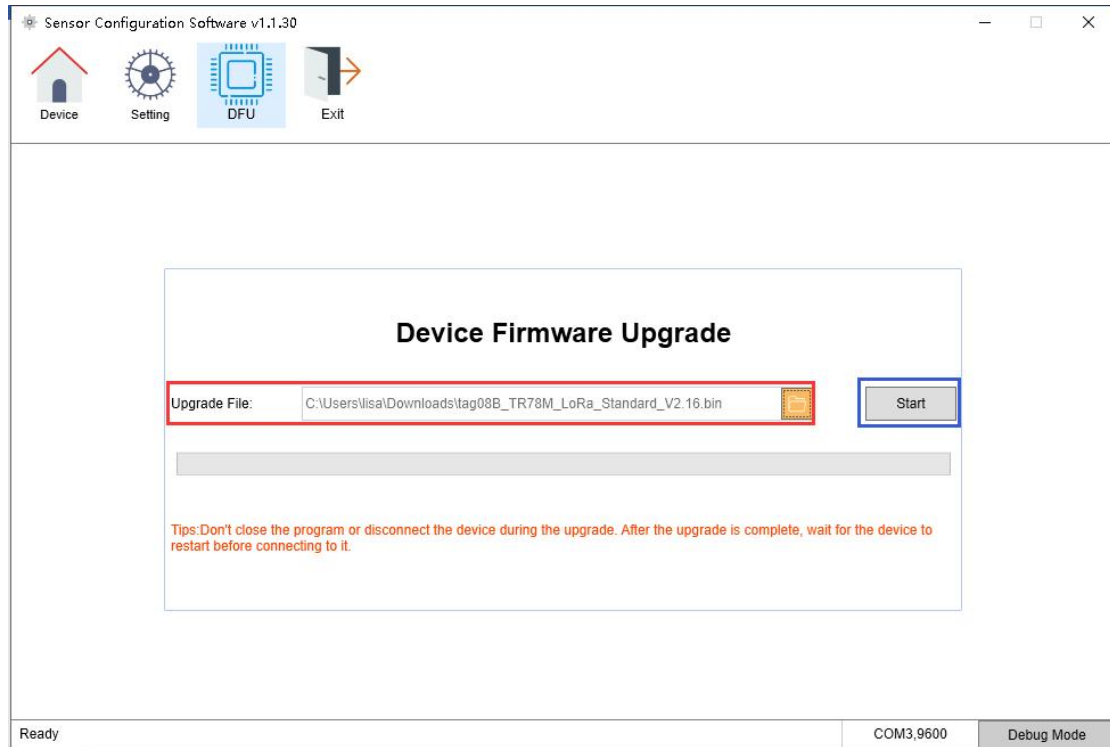 Sensor Configuration Software v1.1.30
Device Setting DFU Exit
Device Firmware Upgrade
Upgrade File: C:\Users\lisa\Downloads\tag08B_TR78M_LoRa_Standard_V2.16.bin Start
Tips:Don't close the program or disconnect the device during the upgrade. After the upgrade is complete, wait for the device to
restart before connecting to it.
Ready COM3,9600 Debug Mode